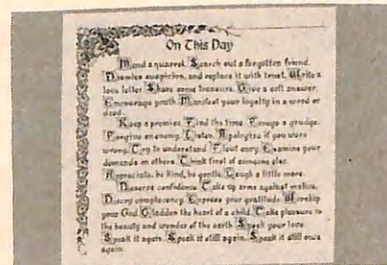 On This Day
Mend a quarrel. Search out a forgotten friend.
Dismiss suspicion, and replace it with trust. Write a
love letter. Share some treasure. Give a soft answer.
Encourage youth. Manifest your loyalty in a word or
deed.
Keep a promise. Find the time. Forego a grudge.
Forgive an enemy. Listen. Apologize if you were
wrong. Try to understand. Flout envy. Examine your
demands on others. Think first of someone else.
Appreciate, be kind, be gentle. Laugh a little more.
Deserve confidence. Take up arms against malice.
Decry complacency. Express your gratitude. Worship
your God. Gladden the heart of a child. Take pleasure in
the beauty and wonder of the earth. Speak your love.
Speak it again. Speak it still again. Speak it still once
again.